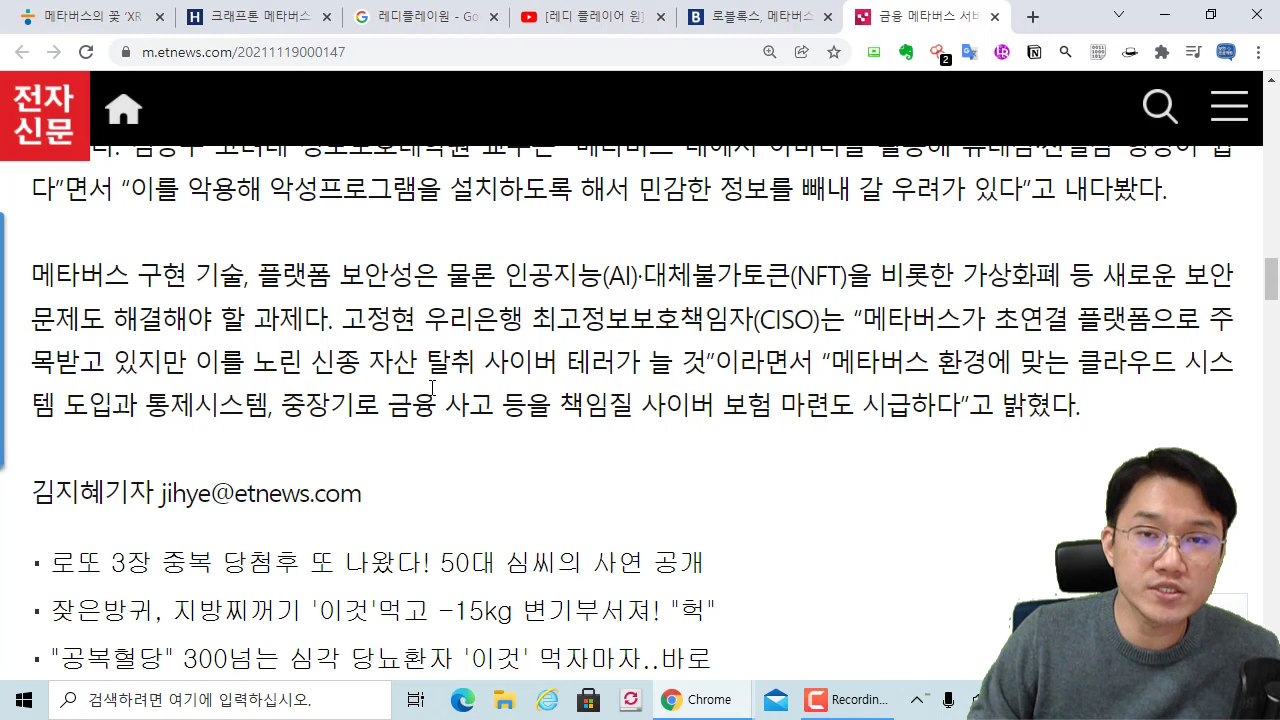 메타버스의 꽃 'XR
크래프톤 메타버스
레디플레이원 - Go
[레디 플레이어 원]
로블록스, 메타버스
금융 메타버스 서비
m.etnews.com/20211119000147
2
전자
신문
다”면서 “이를 악용해 악성프로그램을 설치하도록 해서 민감한 정보를 빼내 갈 우려가 있다”고 내다봤다.
메타버스 구현 기술, 플랫폼 보안성은 물론 인공지능(AI)·대체불가토큰(NFT)을 비롯한 가상화폐 등 새로운 보안
문제도 해결해야 할 과제다. 고정현 우리은행 최고정보보호책임자(CISO)는 “메타버스가 초연결 플랫폼으로 주
목받고 있지만 이를 노린 신종 자산 탈취 사이버 테러가 늘 것”이라면서 “메타버스 환경에 맞는 클라우드 시스
템 도입과 통제시스템, 중장기로 금융 사고 등을 책임질 사이버 보험 마련도 시급하다”고 밝혔다.
김지혜기자 jihye@etnews.com
· 로또 3장 중복 당첨후 또 나왔다! 50대 심씨의 사연 공개
· 잦은방귀, 지방찌꺼기 '이것'먹고 -15kg 변기부서져! "헉"
· "공복혈당" 300넘는 심각 당뇨환자 '이것' 먹자마자..바로
검색하려면 여기에 입력하십시오.
Chrome
Recordin...